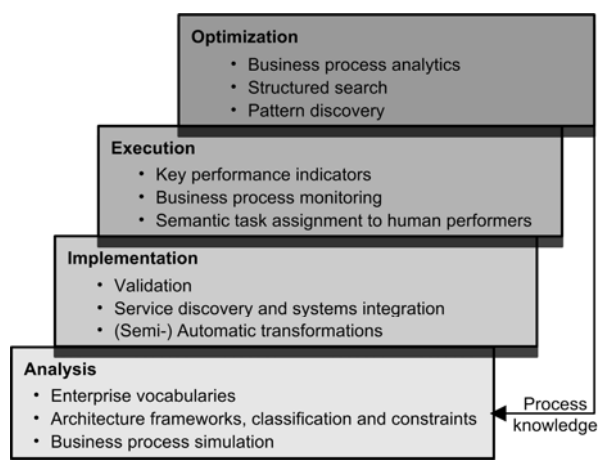 Optimization
• Business process analytics
• Structured search
• Pattern discovery
Execution
• Key performance indicators
• Business process monitoring
• Semantic task assignment to human performers
Implementation
• Validation
• Service discovery and systems integration
• (Semi-) Automatic transformations
Analysis
• Enterprise vocabularies
• Architecture frameworks, classification and constraints
• Business process simulation
Process
knowledge